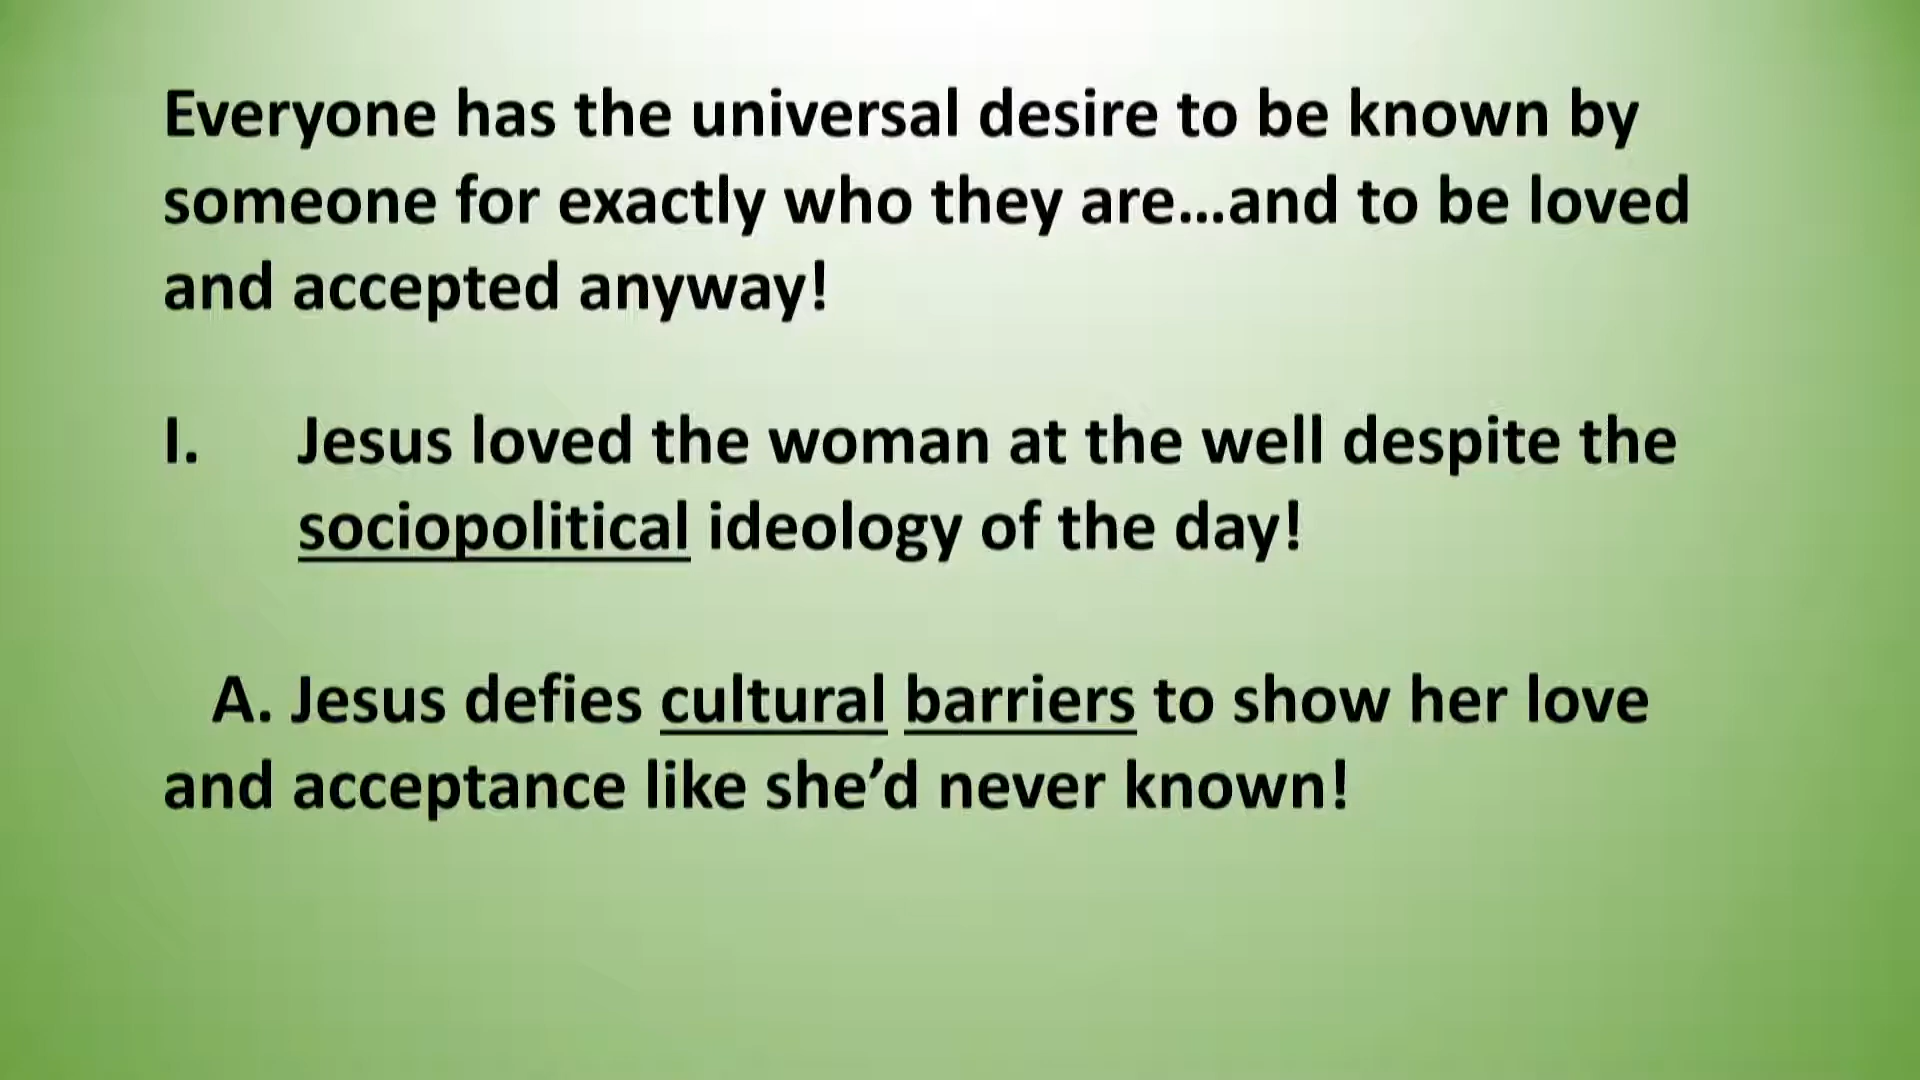 Everyone has the universal desire to be known by
someone for exactly who they are...and to be loved
and accepted anyway!
I. Jesus loved the woman at the well despite the
sociopolitical ideology of the day!
A. Jesus defies cultural barriers to show her love
and acceptance like she’d never known!